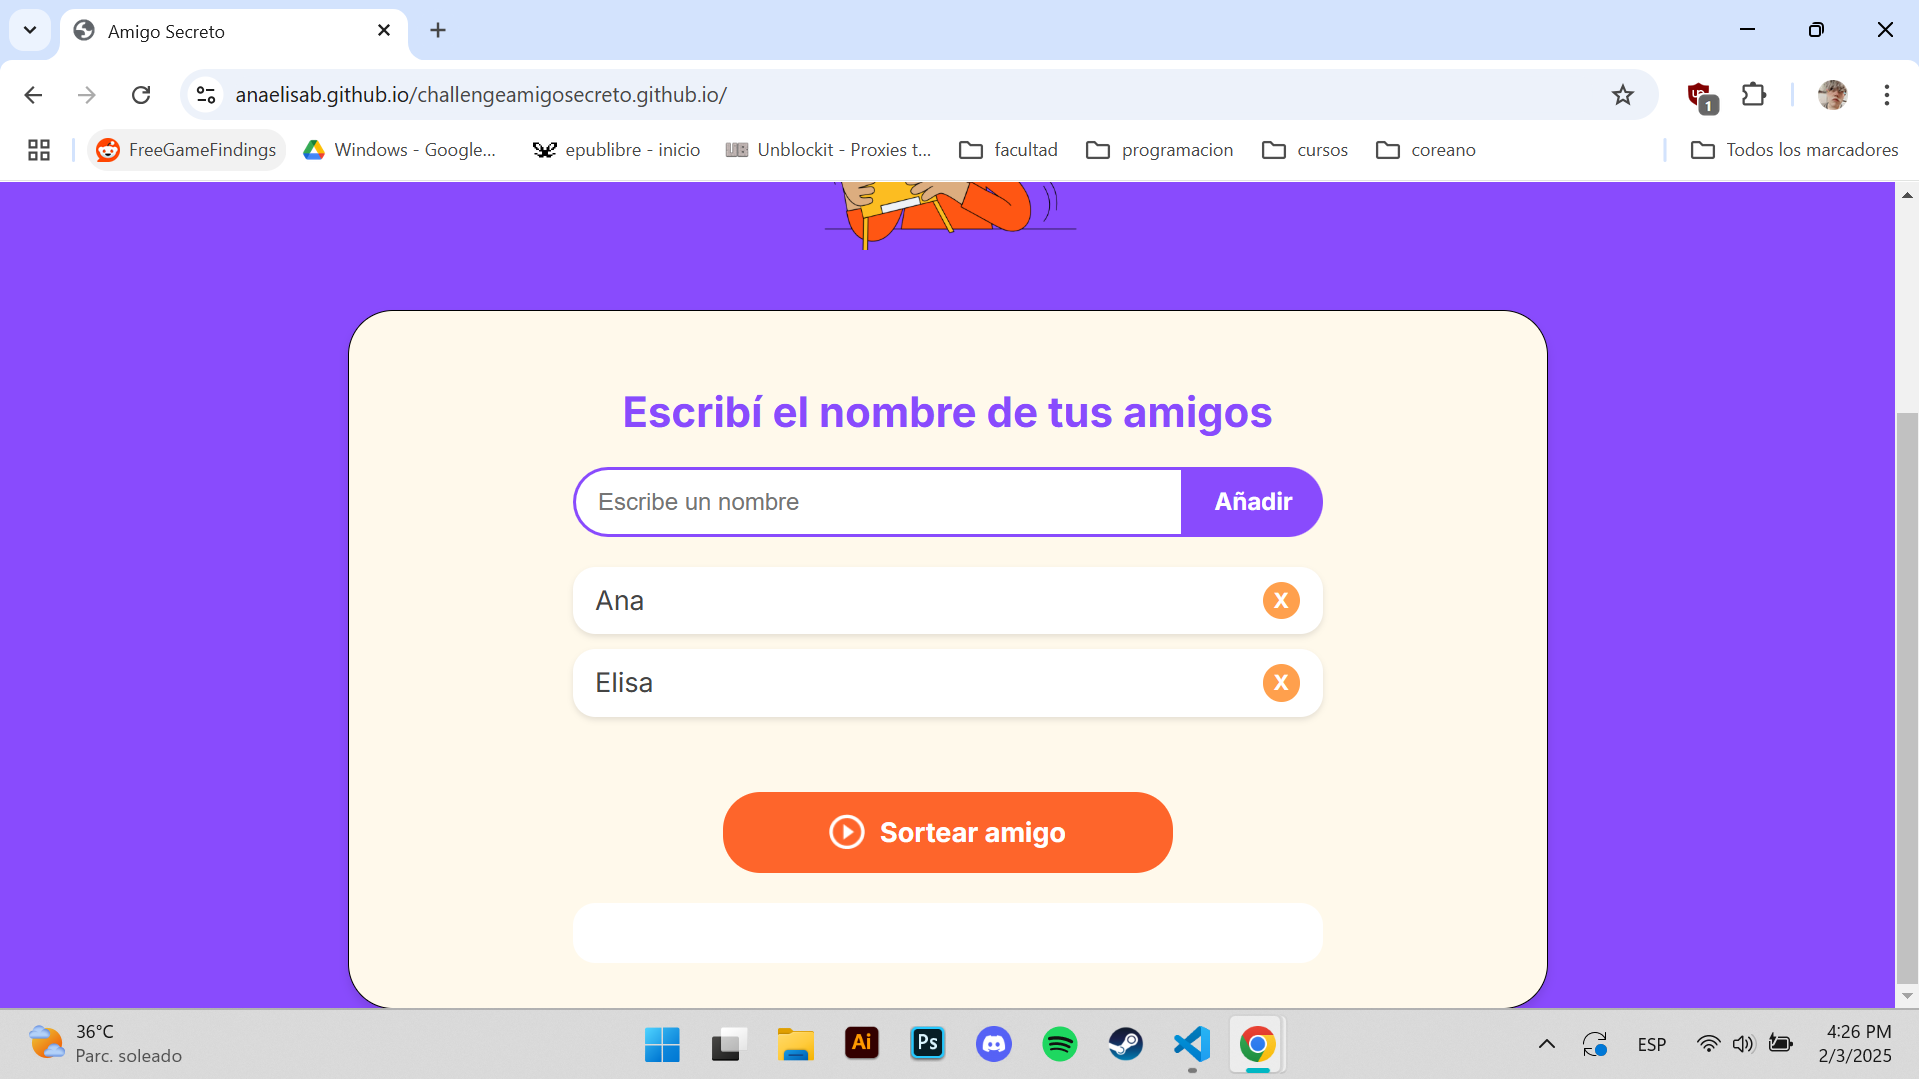 Amigo Secreto
anaelisab.github.io/challengeamigosecreto.github.io/
1
FreeGameFindings
Windows - Google...
epublibre - inicio
UB
Unblockit - Proxies t...
facultad
programacion
cursos
coreano
Todos los marcadores
Escribí el nombre de tus amigos
Escribe un nombre
Añadir
Ana
X
Elisa
X
Sortear amigo
36°C
Parc. soleado
Ai
Ps
ESP
4:26 PM
2/3/2025